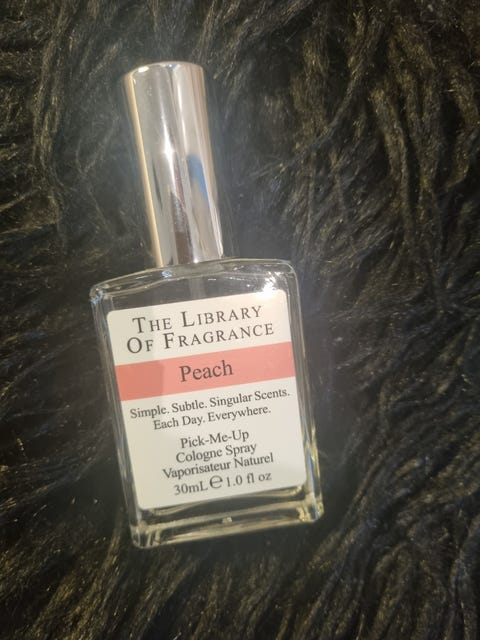 The Library
Of Fragrance
Peach
Simple. Subtle. Singular Scents.
Each Day. Everywhere.
Pick-Me-Up
Cologne Spray
Vaporisateur Naturel
30mL ℮ 1.0 fl oz